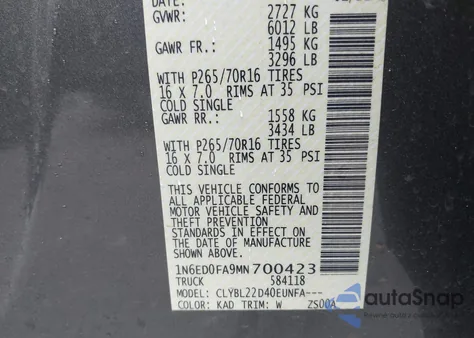 DATE:
GVWR: 2727 KG
6012 LB
GAWR FR.: 1495 KG
3296 LB
WITH P265/70R16 TIRES
16 X 7.0 RIMS AT 35 PSI
COLD SINGLE
GAWR RR.: 1558 KG
3434 LB
WITH P265/70R16 TIRES
16 X 7.0 RIMS AT 35 PSI
COLD SINGLE
THIS VEHICLE CONFORMS TO
ALL APPLICABLE FEDERAL
MOTOR VEHICLE SAFETY AND
THEFT PREVENTION
STANDARDS IN EFFECT ON
THE DATE OF MANUFACTURE
SHOWN ABOVE
1N6ED0FA9MN700423
TRUCK 584118
MODEL: CLYBL22D40EUNFA---
COLOR: KAD TRIM: W ZS00A
autoSnap